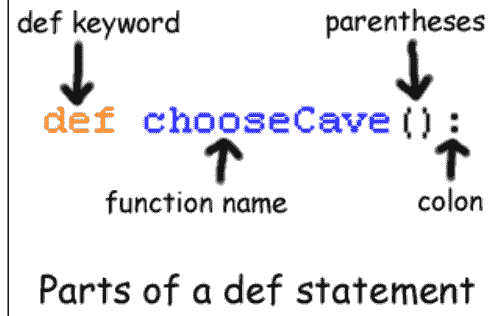 def keyword
parentheses
def chooseCave():
function name
colon
Parts of a def statement